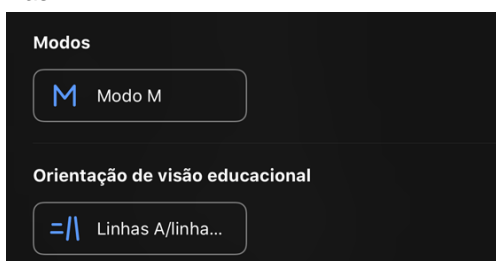 Modos
Modo M
Orientação de visão educacional
Linhas A/linha...